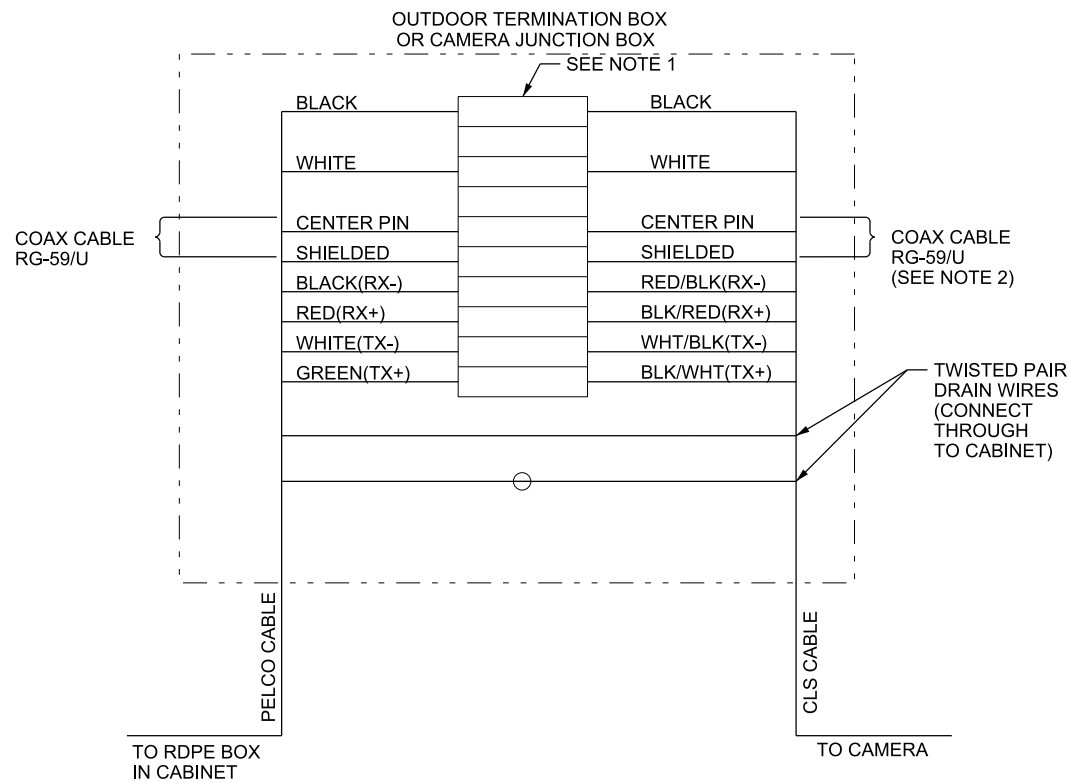 OUTDOOR TERMINATION BOX
OR CAMERA JUNCTION BOX
SEE NOTE 1
BLACK
BLACK
WHITE
WHITE
CENTER PIN
CENTER PIN
SHIELDED
SHIELDED
BLACK(RX-)
RED/BLK(RX-)
RED(RX+)
BLK/RED(RX+)
WHITE(TX-)
WHT/BLK(TX-)
GREEN(TX+)
BLK/WHT(TX+)
COAX CABLE
RG-59/U
COAX CABLE
RG-59/U
(SEE NOTE 2)
TWISTED PAIR
DRAIN WIRES
(CONNECT
THROUGH
TO CABINET)
PELCO CABLE
CLS CABLE
TO RDPE BOX
IN CABINET
TO CAMERA